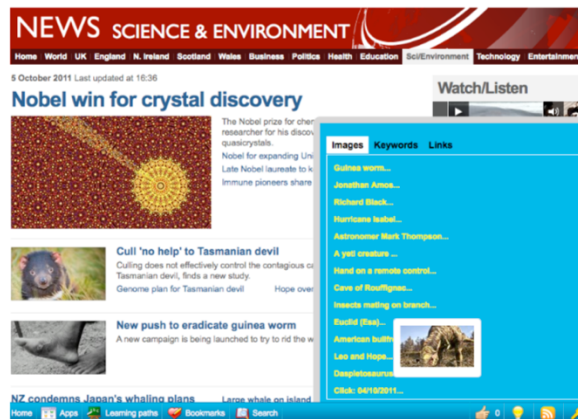 NEWS SCIENCE & ENVIRONMENT
Home World UK England N. Ireland Scotland Wales Business Politics Health Education Sci/Environment Technology Entertainmen
5 October 2011 Last updated at 16:36
Nobel win for crystal discovery
Watch/Listen
The Nobel prize for chem
researcher for his discov
quasicrystals.
Nobel for expanding Uni
Late Nobel laureate to k
Immune pioneers share
Cull 'no help' to Tasmanian devil
Culling does not effectively control the contagious ca
Tasmanian devil, finds a new study.
Genome plan for Tasmanian devil Hope over
New push to eradicate guinea worm
A new campaign is being launched to try to rid the w
NZ condemns Japan's whaling plans Large whale on island
Images Keywords Links
Guinea worm...
Jonathan Amos...
Richard Black...
Hurricane Isabel...
Astronomer Mark Thompson...
A yeti creature ...
Hand on a remote control...
Cave of Rouffignac...
Insects mating on branch...
Euclid (Esa)...
American bullfr
Leo and Hope...
Daspletosaurus
Click: 04/10/2011...
Home Apps Learning paths Bookmarks Search 0